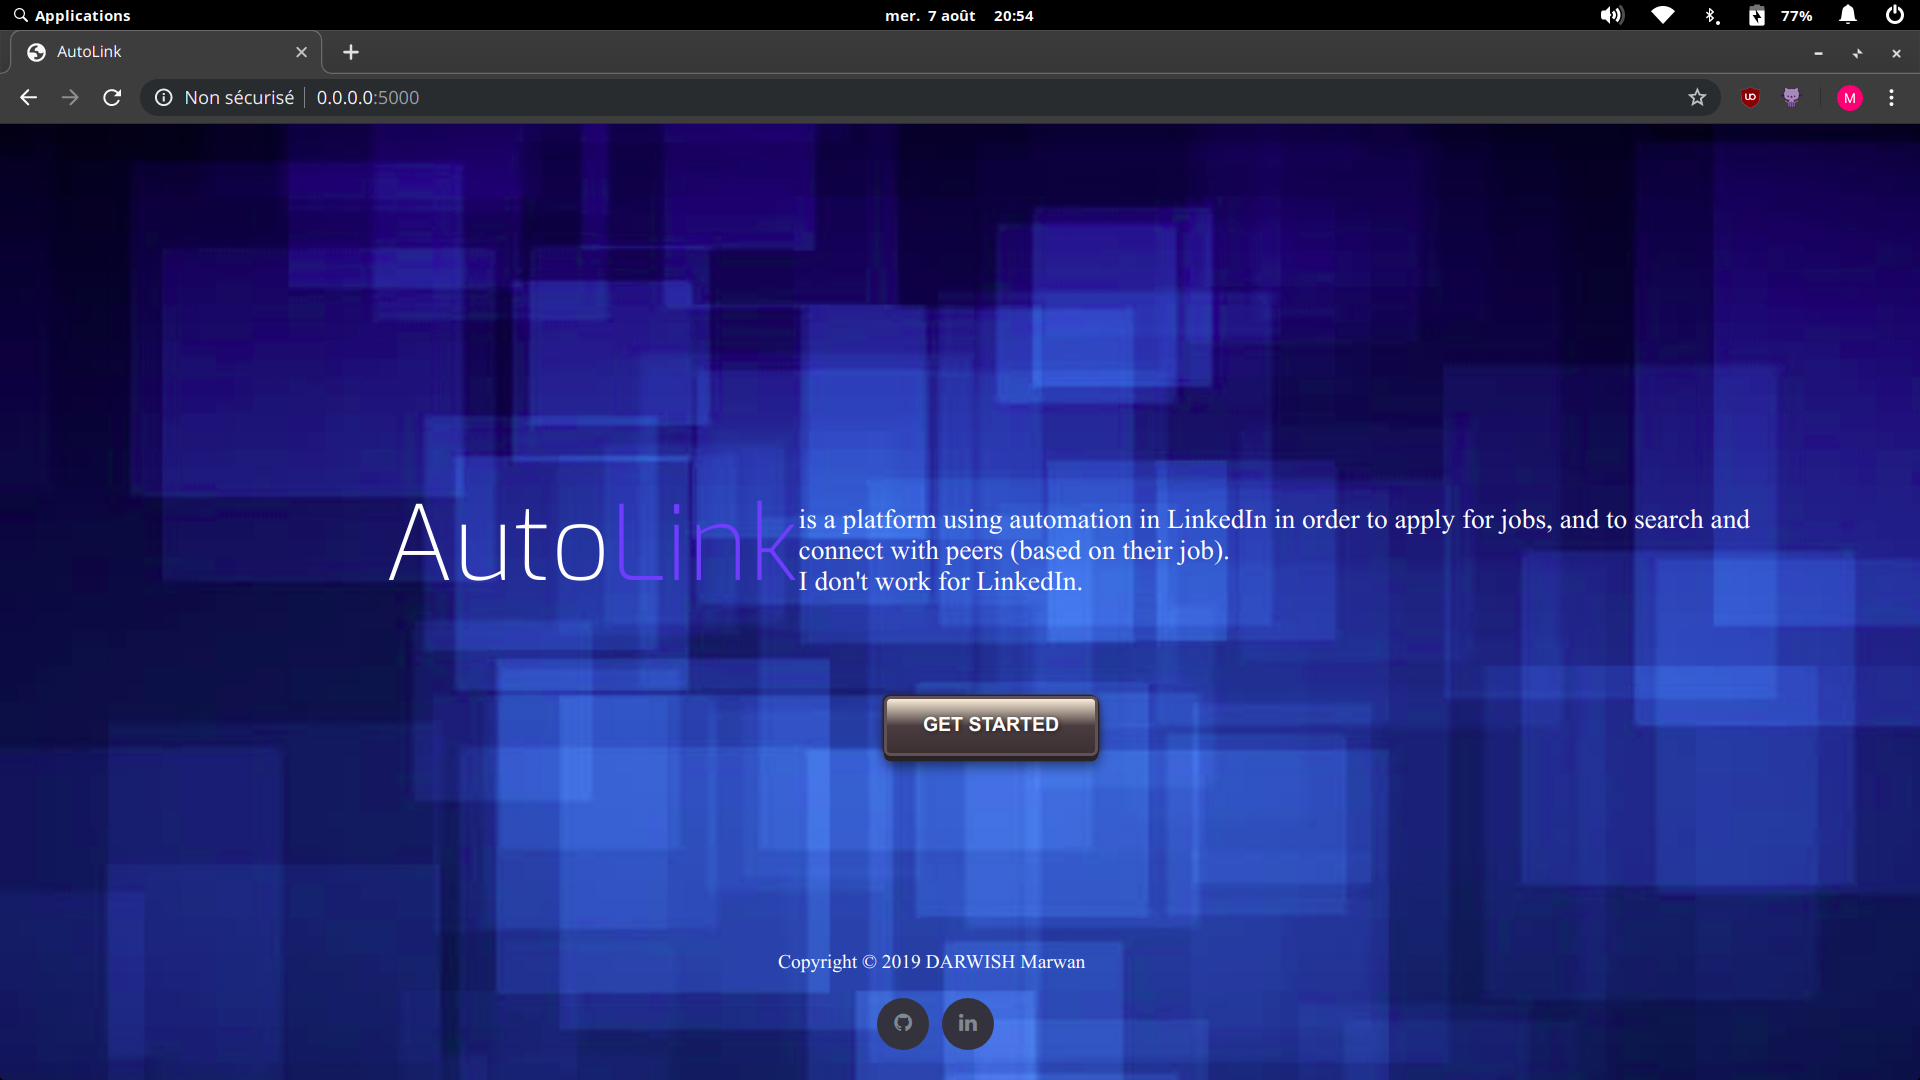 Applications
mer. 7 août 20:54
77%
AutoLink
Non sécurisé 0.0.0.0:5000
M
AutoLink
is a platform using automation in LinkedIn in order to apply for jobs, and to search and
connect with peers (based on their job).
I don't work for LinkedIn.
GET STARTED
Copyright © 2019 DARWISH Marwan
in